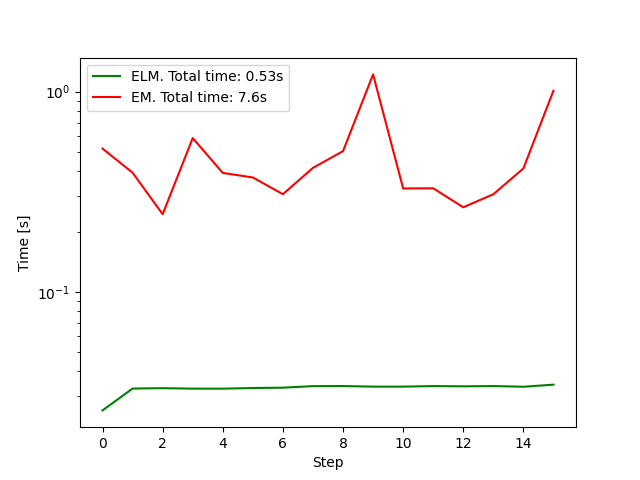 ELM. Total time: 0.53s
EM. Total time: 7.6s
10⁰
10⁻¹
Time [s]
0 2 4 6 8 10 12 14
Step